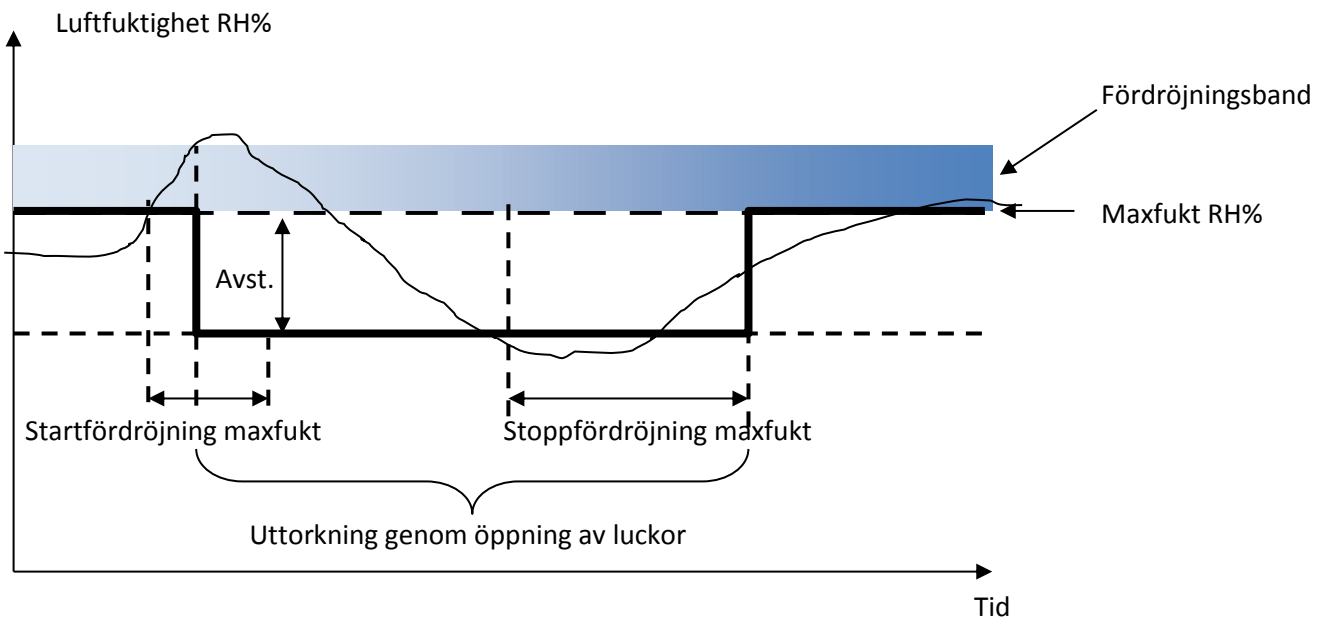 Luftfuktighet RH%
Fördröjningsband
Maxfukt RH%
Avst.
Startfördröjning maxfukt
Stoppfördröjning maxfukt
Uttorkning genom öppning av luckor
Tid